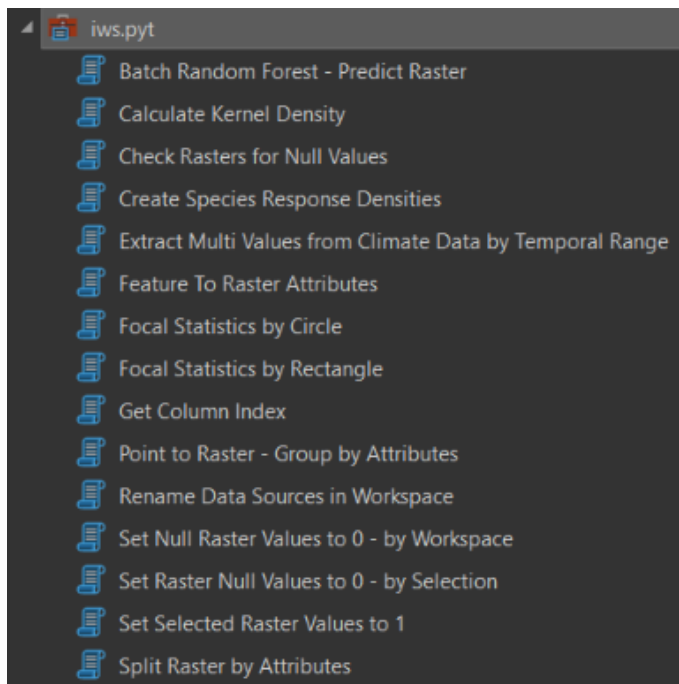 iws.pyt
Batch Random Forest - Predict Raster
Calculate Kernel Density
Check Rasters for Null Values
Create Species Response Densities
Extract Multi Values from Climate Data by Temporal Range
Feature To Raster Attributes
Focal Statistics by Circle
Focal Statistics by Rectangle
Get Column Index
Point to Raster - Group by Attributes
Rename Data Sources in Workspace
Set Null Raster Values to 0 - by Workspace
Set Raster Null Values to 0 - by Selection
Set Selected Raster Values to 1
Split Raster by Attributes